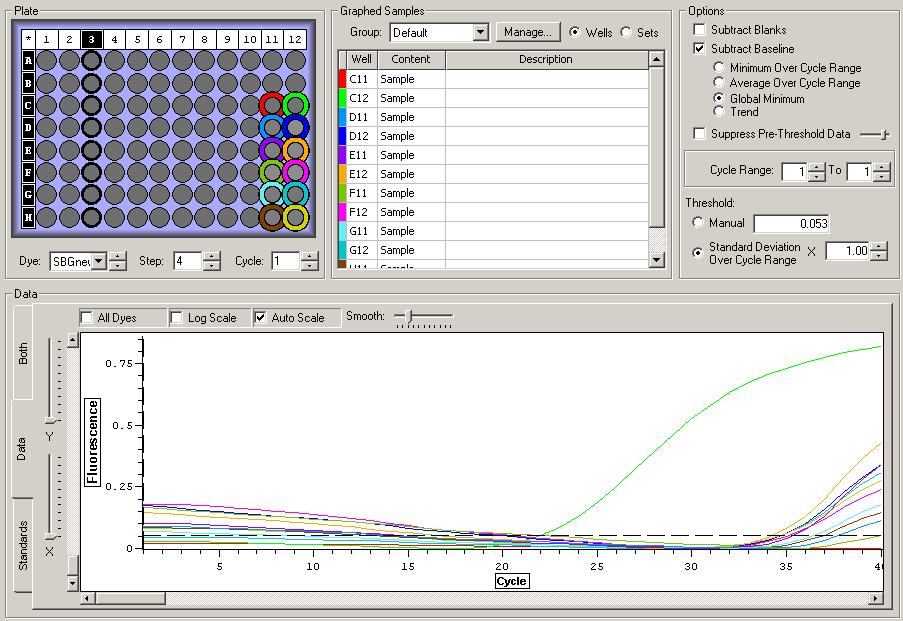 Plate
* 1 2 3 4 5 6 7 8 9 10 11 12
A
B
C
D
E
F
G
H
Dye: SBGnew Step: 4 Cycle: 1
Graphed Samples
Group: Default Manage... Wells Sets
Well Content Description
C11 Sample
C12 Sample
D11 Sample
D12 Sample
E11 Sample
E12 Sample
F11 Sample
F12 Sample
G11 Sample
G12 Sample
H11 Sample
Options
Subtract Blanks
Subtract Baseline
Minimum Over Cycle Range
Average Over Cycle Range
Global Minimum
Trend
Suppress Pre-Threshold Data
Cycle Range: 1 To 1
Threshold:
Manual 0.053
Standard Deviation
Over Cycle Range X 1.00
Data
Both
Data
Standards
Y
X
All Dyes Log Scale Auto Scale Smooth:
Fluorescence
0.75
0.5
0.25
0
5 10 15 20 25 30 35 40
Cycle